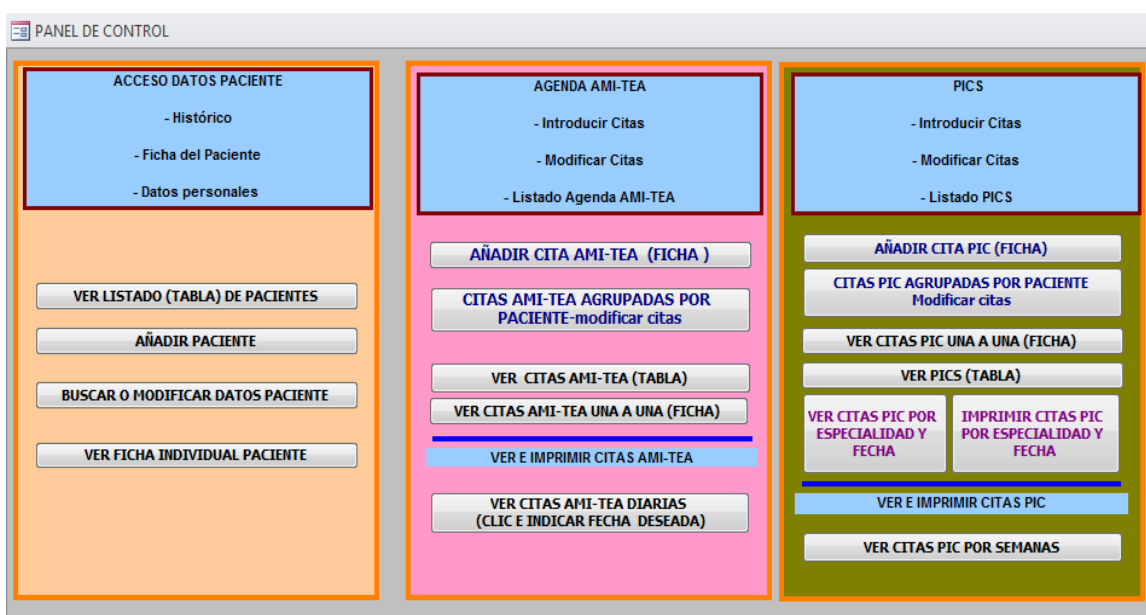 PANEL DE CONTROL
ACCESO DATOS PACIENTE
- Histórico
- Ficha del Paciente
- Datos personales
VER LISTADO (TABLA) DE PACIENTES
AÑADIR PACIENTE
BUSCAR O MODIFICAR DATOS PACIENTE
VER FICHA INDIVIDUAL PACIENTE
AGENDA AMI-TEA
- Introducir Citas
- Modificar Citas
- Listado Agenda AMI-TEA
AÑADIR CITA AMI-TEA (FICHA )
CITAS AMI-TEA AGRUPADAS POR
PACIENTE-modificar citas
VER CITAS AMI-TEA (TABLA)
VER CITAS AMI-TEA UNA A UNA (FICHA)
VER E IMPRIMIR CITAS AMI-TEA
VER CITAS AMI-TEA DIARIAS
(CLIC E INDICAR FECHA DESEADA)
PICS
- Introducir Citas
- Modificar Citas
- Listado PICS
AÑADIR CITA PIC (FICHA)
CITAS PIC AGRUPADAS POR PACIENTE
Modificar citas
VER CITAS PIC UNA A UNA (FICHA)
VER PICS (TABLA)
VER CITAS PIC POR
ESPECIALIDAD Y
FECHA
IMPRIMIR CITAS PIC
POR ESPECIALIDAD Y
FECHA
VER E IMPRIMIR CITAS PIC
VER CITAS PIC POR SEMANAS